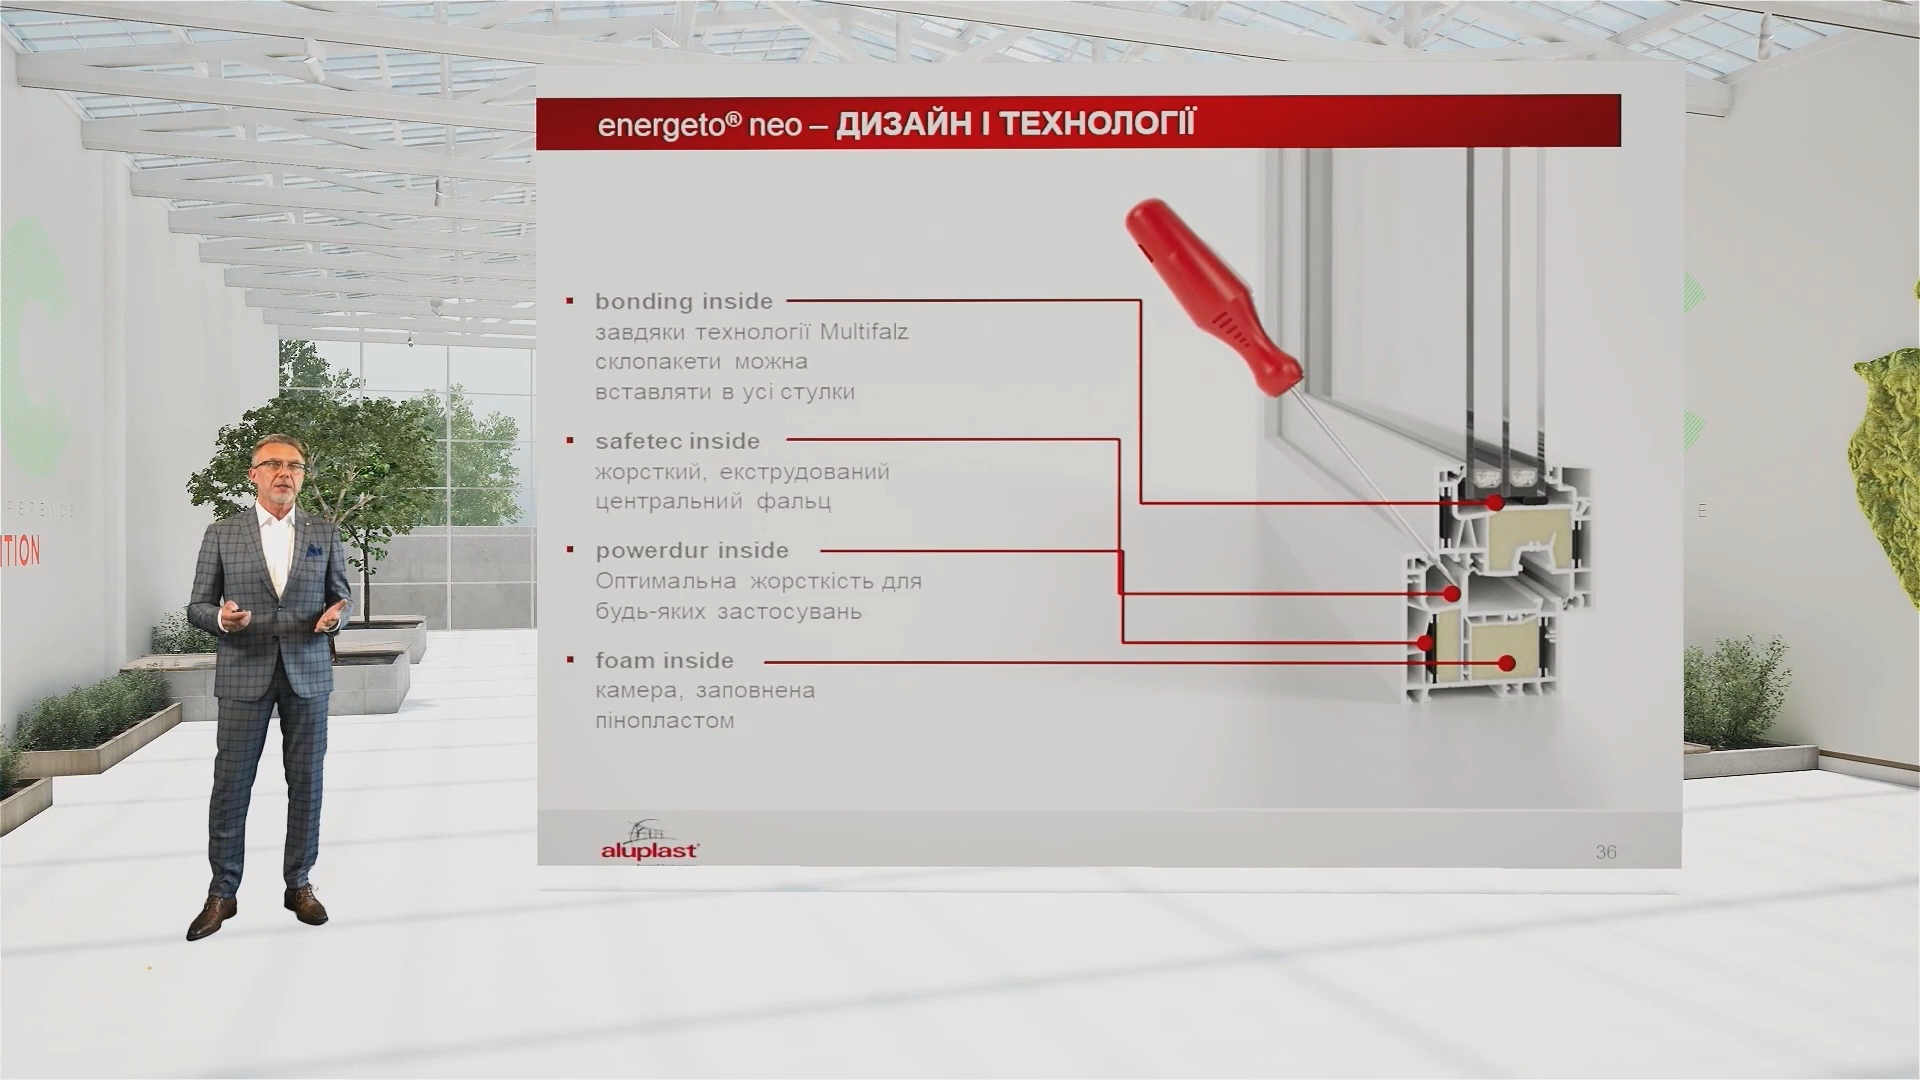 energeto® neo – ДИЗАЙН І ТЕХНОЛОГІЇ
bonding inside
завдяки технології Multifalz
склопакети можна
вставляти в усі стулки
safetec inside
жорсткий, екструдований
центральний фальц
powerdur inside
Оптимальна жорсткість для
будь-яких застосувань
foam inside
камера, заповнена
пінопластом
aluplast®
36
C
FERENCE
ITION
E